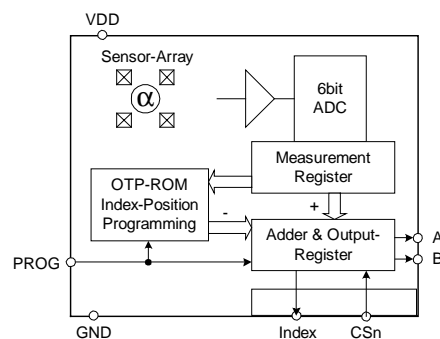 VDD
Sensor-Array
α
6bit
ADC
Measurement
Register
OTP-ROM
Index-Position
Programming
-
+
Adder & Output-
Register
A
B
PROG
GND
Index
CSn